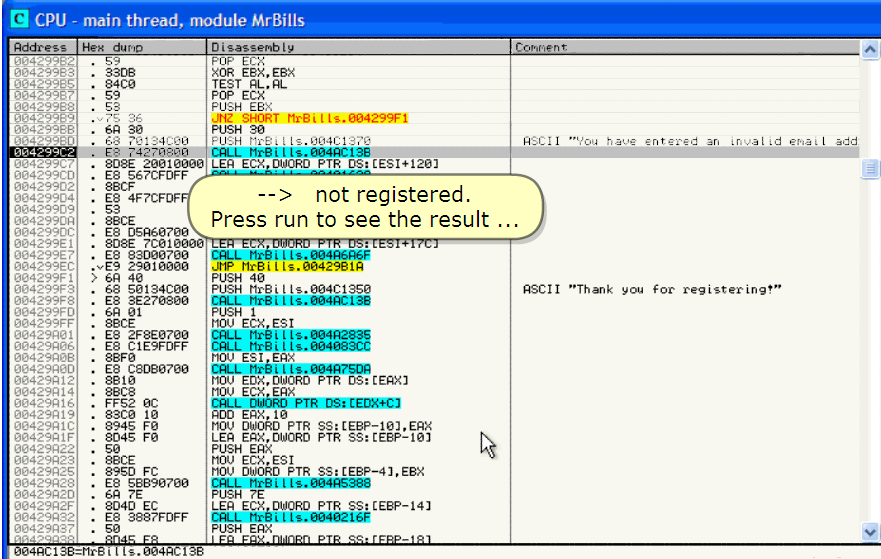 C CPU - main thread, module MrBills
Address Hex dump Disassembly Comment
004299B2 . 59 POP ECX
004299B3 . 33DB XOR EBX,EBX
004299B5 . 84C0 TEST AL,AL
004299B7 . 59 POP ECX
004299B8 . 53 PUSH EBX
004299B9 .v75 36 JNZ SHORT MrBills.004299F1
004299BB . 6A 30 PUSH 30
004299BD . 68 70134C00 PUSH MrBills.004C1370 ASCII "You have entered an invalid email add
004299C2 . E8 74270800 CALL MrBills.004AC13B
004299C7 . 8D8E 20010000 LEA ECX,DWORD PTR DS:[ESI+120]
004299CD . E8 567CFDFF
004299D2 . 8BCF
004299D4 . E8 4F7CFDFF
004299D9 . 53
004299DA . 8BCE
004299DC . E8 D5A60700
--> not registered.
Press run to see the result ...
004299E1 . 8D8E 7C010000 LEA ECX,DWORD PTR DS:[ESI+17C]
004299E7 . E8 83D00700 CALL MrBills.004A6A6F
004299EC .vE9 29010000 JMP MrBills.00429B1A
004299F1 > 6A 40 PUSH 40
004299F3 . 68 50134C00 PUSH MrBills.004C1350 ASCII "Thank you for registering!"
004299F8 . E8 3E270800 CALL MrBills.004AC13B
004299FD . 6A 01 PUSH 1
004299FF . 8BCE MOV ECX,ESI
00429A01 . E8 2F8E0700 CALL MrBills.004A2835
00429A06 . E8 C1E9FDFF CALL MrBills.004083CC
00429A0B . 8BF0 MOV ESI,EAX
00429A0D . E8 C8DB0700 CALL MrBills.004A75DA
00429A12 . 8B10 MOV EDX,DWORD PTR DS:[EAX]
00429A14 . 8BC8 MOV ECX,EAX
00429A16 . FF52 0C CALL DWORD PTR DS:[EDX+C]
00429A19 . 83C0 10 ADD EAX,10
00429A1C . 8945 F0 MOV DWORD PTR SS:[EBP-10],EAX
00429A1F . 8D45 F0 LEA EAX,DWORD PTR SS:[EBP-10]
00429A22 . 50 PUSH EAX
00429A23 . 8BCE MOV ECX,ESI
00429A25 . 895D FC MOV DWORD PTR SS:[EBP-4],EBX
00429A28 . E8 5BB90700 CALL MrBills.004A5388
00429A2D . 6A 7E PUSH 7E
00429A2F . 8D4D EC LEA ECX,DWORD PTR SS:[EBP-14]
00429A32 . E8 3887FDFF CALL MrBills.0040216F
00429A37 . 50 PUSH EAX
00429A38 . 8D45 E8 LEA EAX,DWORD PTR SS:[EBP-18]
004AC13B=MrBills.004AC13B